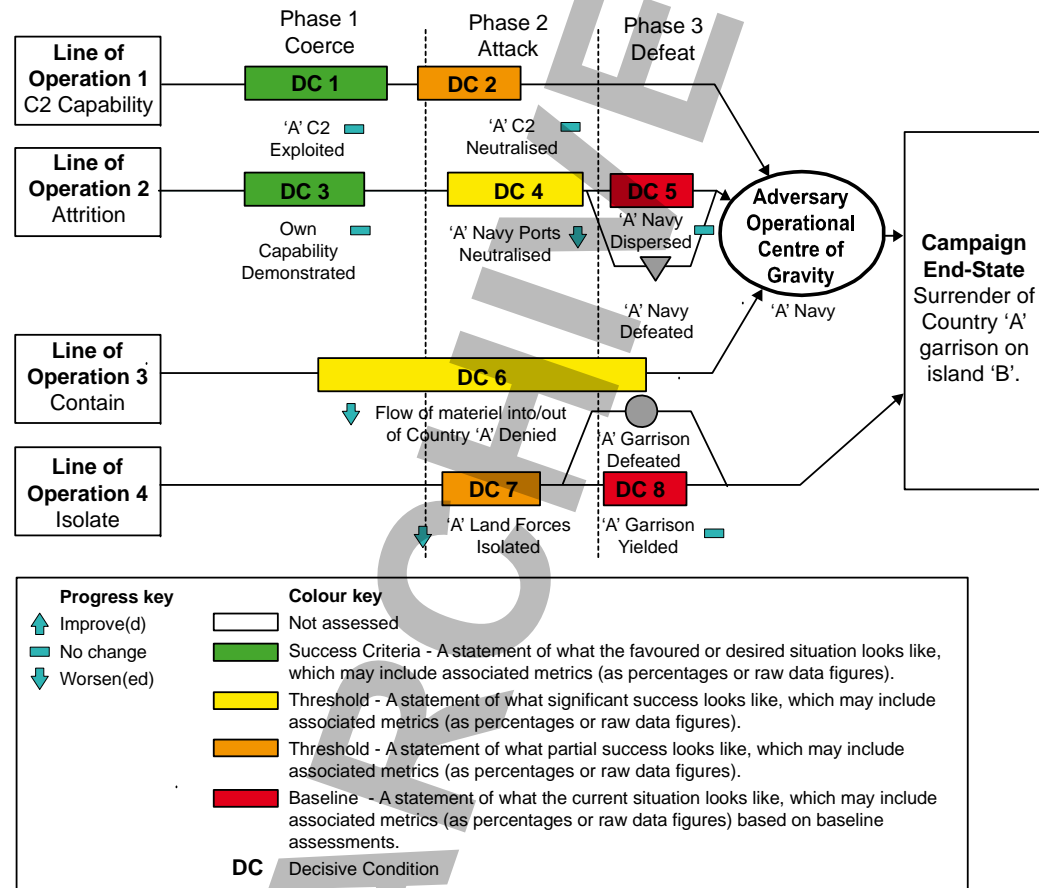 Phase 1
Coerce
Phase 2
Attack
Phase 3
Defeat
Line of
Operation 1
C2 Capability
DC 1
DC 2
‘A’ C2
Exploited
‘A’ C2
Neutralised
Line of
Operation 2
Attrition
DC 3
DC 4
DC 5
Own
Capability
Demonstrated
‘A’ Navy Ports
Neutralised
‘A’ Navy
Dispersed
‘A’ Navy
Defeated
Adversary
Operational
Centre of
Gravity
‘A’ Navy
Campaign
End-State
Surrender of
Country ‘A’
garrison on
island ‘B’.
Line of
Operation 3
Contain
DC 6
Flow of materiel into/out
of Country ‘A’ Denied
‘A’ Garrison
Defeated
Line of
Operation 4
Isolate
DC 7
DC 8
‘A’ Land Forces
Isolated
‘A’ Garrison
Yielded
Progress key
Improve(d)
No change
Worsen(ed)
Colour key
Not assessed
Success Criteria - A statement of what the favoured or desired situation looks like,
which may include associated metrics (as percentages or raw data figures).
Threshold - A statement of what significant success looks like, which may include
associated metrics (as percentages or raw data figures).
Threshold - A statement of what partial success looks like, which may include
associated metrics (as percentages or raw data figures).
Baseline - A statement of what the current situation looks like, which may include
associated metrics (as percentages or raw data figures) based on baseline
assessments.
DC Decisive Condition